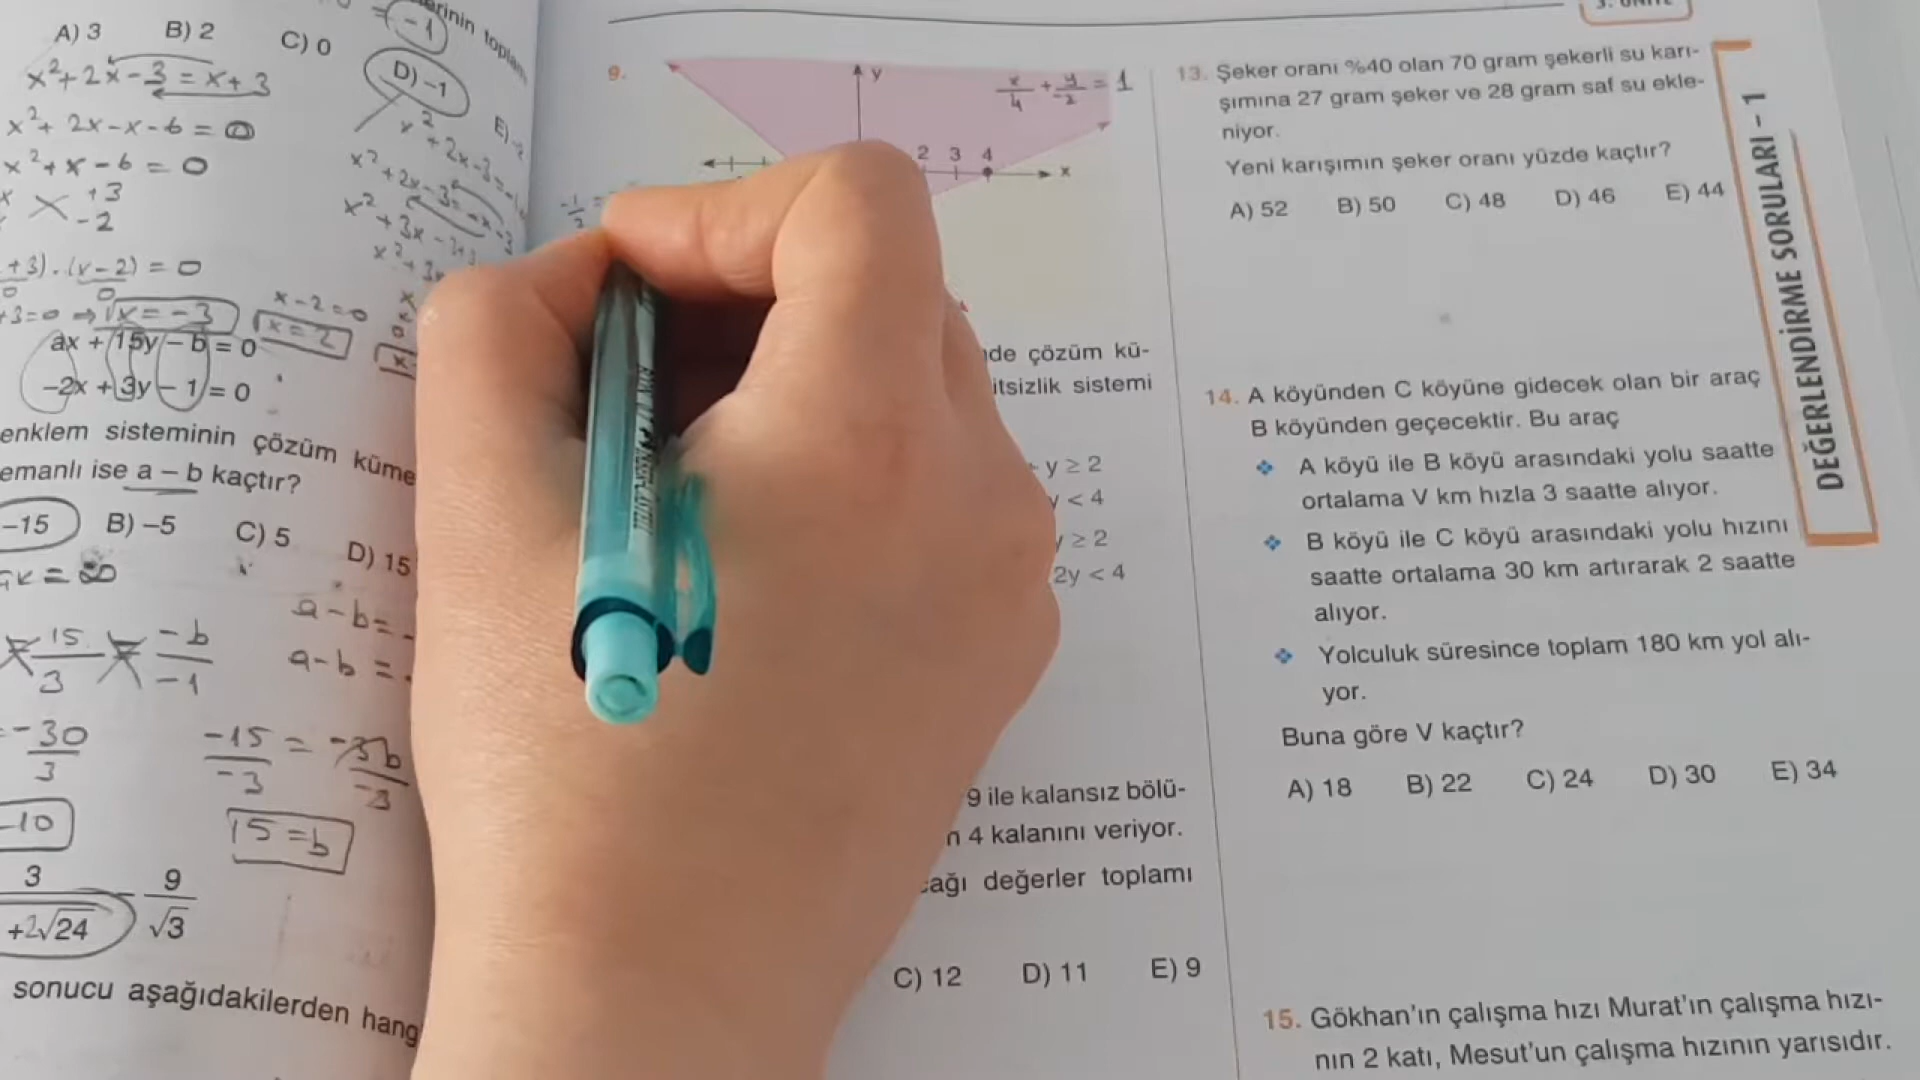 A) 3 B) 2 C) 0 D) -1
x²+2x-3 = x+3
x²+ 2x-x-6 = 0
x²+x-6 = 0
+3
-2
+3).(x-2) = 0
+3=0 ⇒ x = -3
x-2=0
x = 2
ax + 15y - b = 0
-2x + 3y - 1 = 0
enklem sisteminin çözüm küme
emanlı ise a - b kaçtır?
-15 B) -5 C) 5 D) 15
a-b=-
a-b =
15/3 -b/-1
-30/3
-15/-3 = -3b/-3
-10
15 = b
3 9
+2√24 √3
sonucu aşağıdakilerden hang
9.
y
x/4 + y/-2 = 1
2 3 4 x
de çözüm kü-
itsizlik sistemi
y ≥ 2
y < 4
y ≥ 2
2y < 4
9 ile kalansız bölü-
n 4 kalanını veriyor.
değerler toplamı
C) 12 D) 11 E) 9
13. Şeker oranı %40 olan 70 gram şekerli su karı-
şımına 27 gram şeker ve 28 gram saf su ekle-
niyor.
Yeni karışımın şeker oranı yüzde kaçtır?
A) 52 B) 50 C) 48 D) 46 E) 44
14. A köyünden C köyüne gidecek olan bir araç
B köyünden geçecektir. Bu araç
❖ A köyü ile B köyü arasındaki yolu saatte
ortalama V km hızla 3 saatte alıyor.
❖ B köyü ile C köyü arasındaki yolu hızını
saatte ortalama 30 km artırarak 2 saatte
alıyor.
❖ Yolculuk süresince toplam 180 km yol alı-
yor.
Buna göre V kaçtır?
A) 18 B) 22 C) 24 D) 30 E) 34
15. Gökhan'ın çalışma hızı Murat'ın çalışma hızı-
nın 2 katı, Mesut'un çalışma hızının yarısıdır.
DEĞERLENDİRME SORULARI - 1